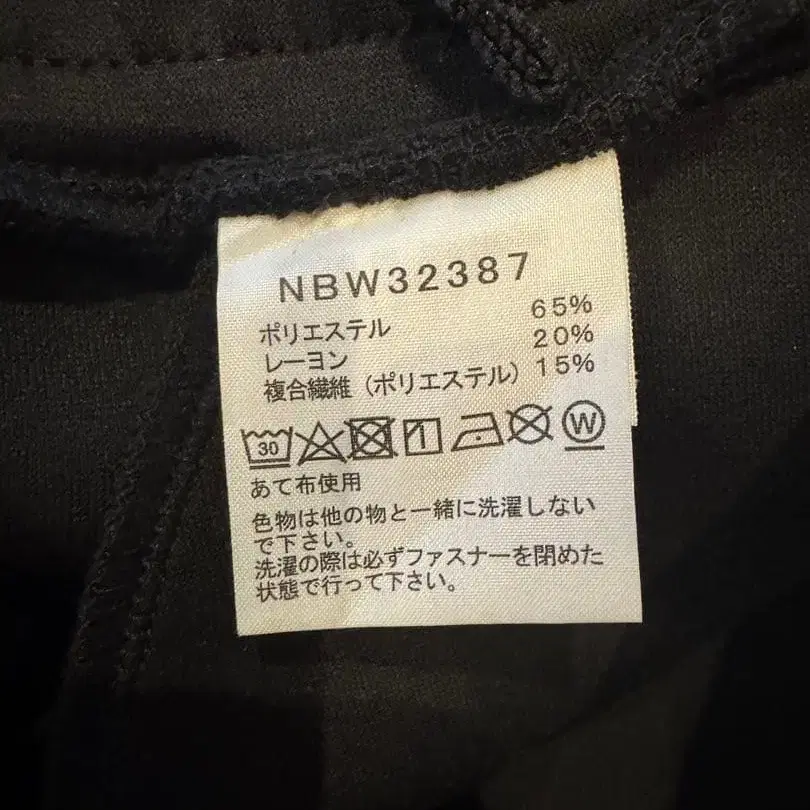 NBW32387
ポリエステル 65%
レーヨン 20%
複合繊維（ポリエステル） 15%
30 W
あて布使用
色物は他の物と一緒に洗濯しない
で下さい。
洗濯の際は必ずファスナーを閉めた
状態で行って下さい。